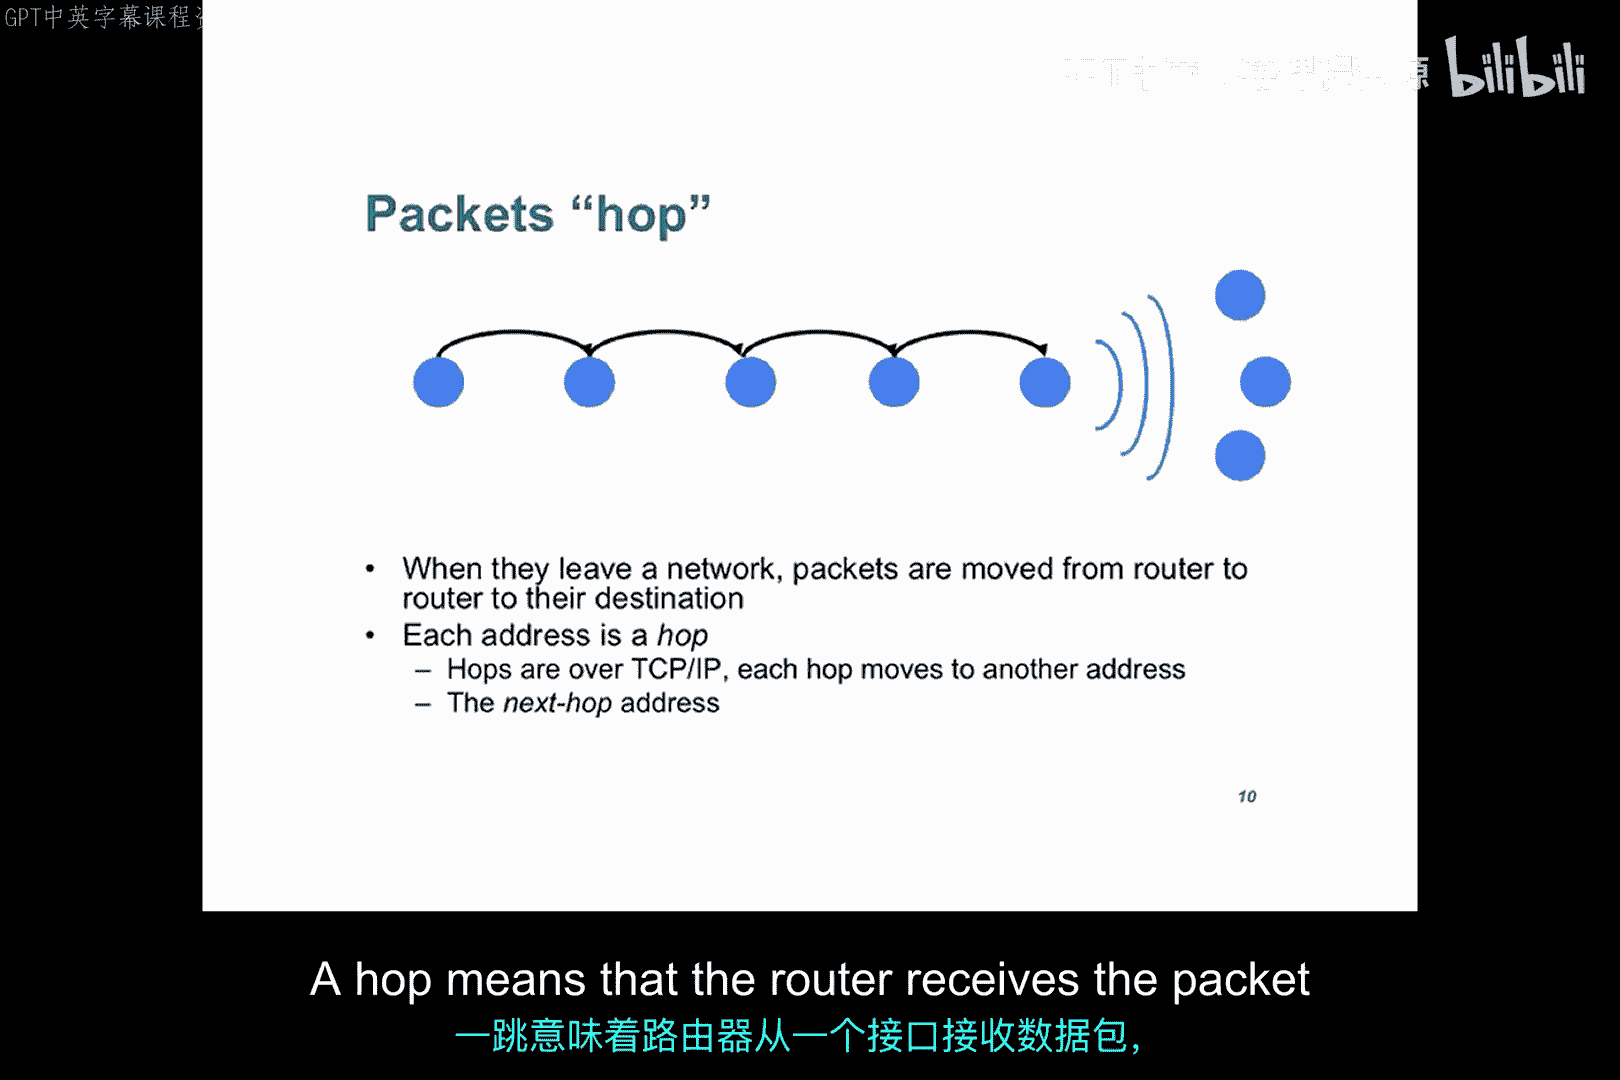 GPT中英字幕课程
源 bilibili
Packets “hop”
• When they leave a network, packets are moved from router to
router to their destination
• Each address is a hop
– Hops are over TCP/IP, each hop moves to another address
– The next-hop address
10
A hop means that the router receives the packet
一跳意味着路由器从一个接口接收数据包，